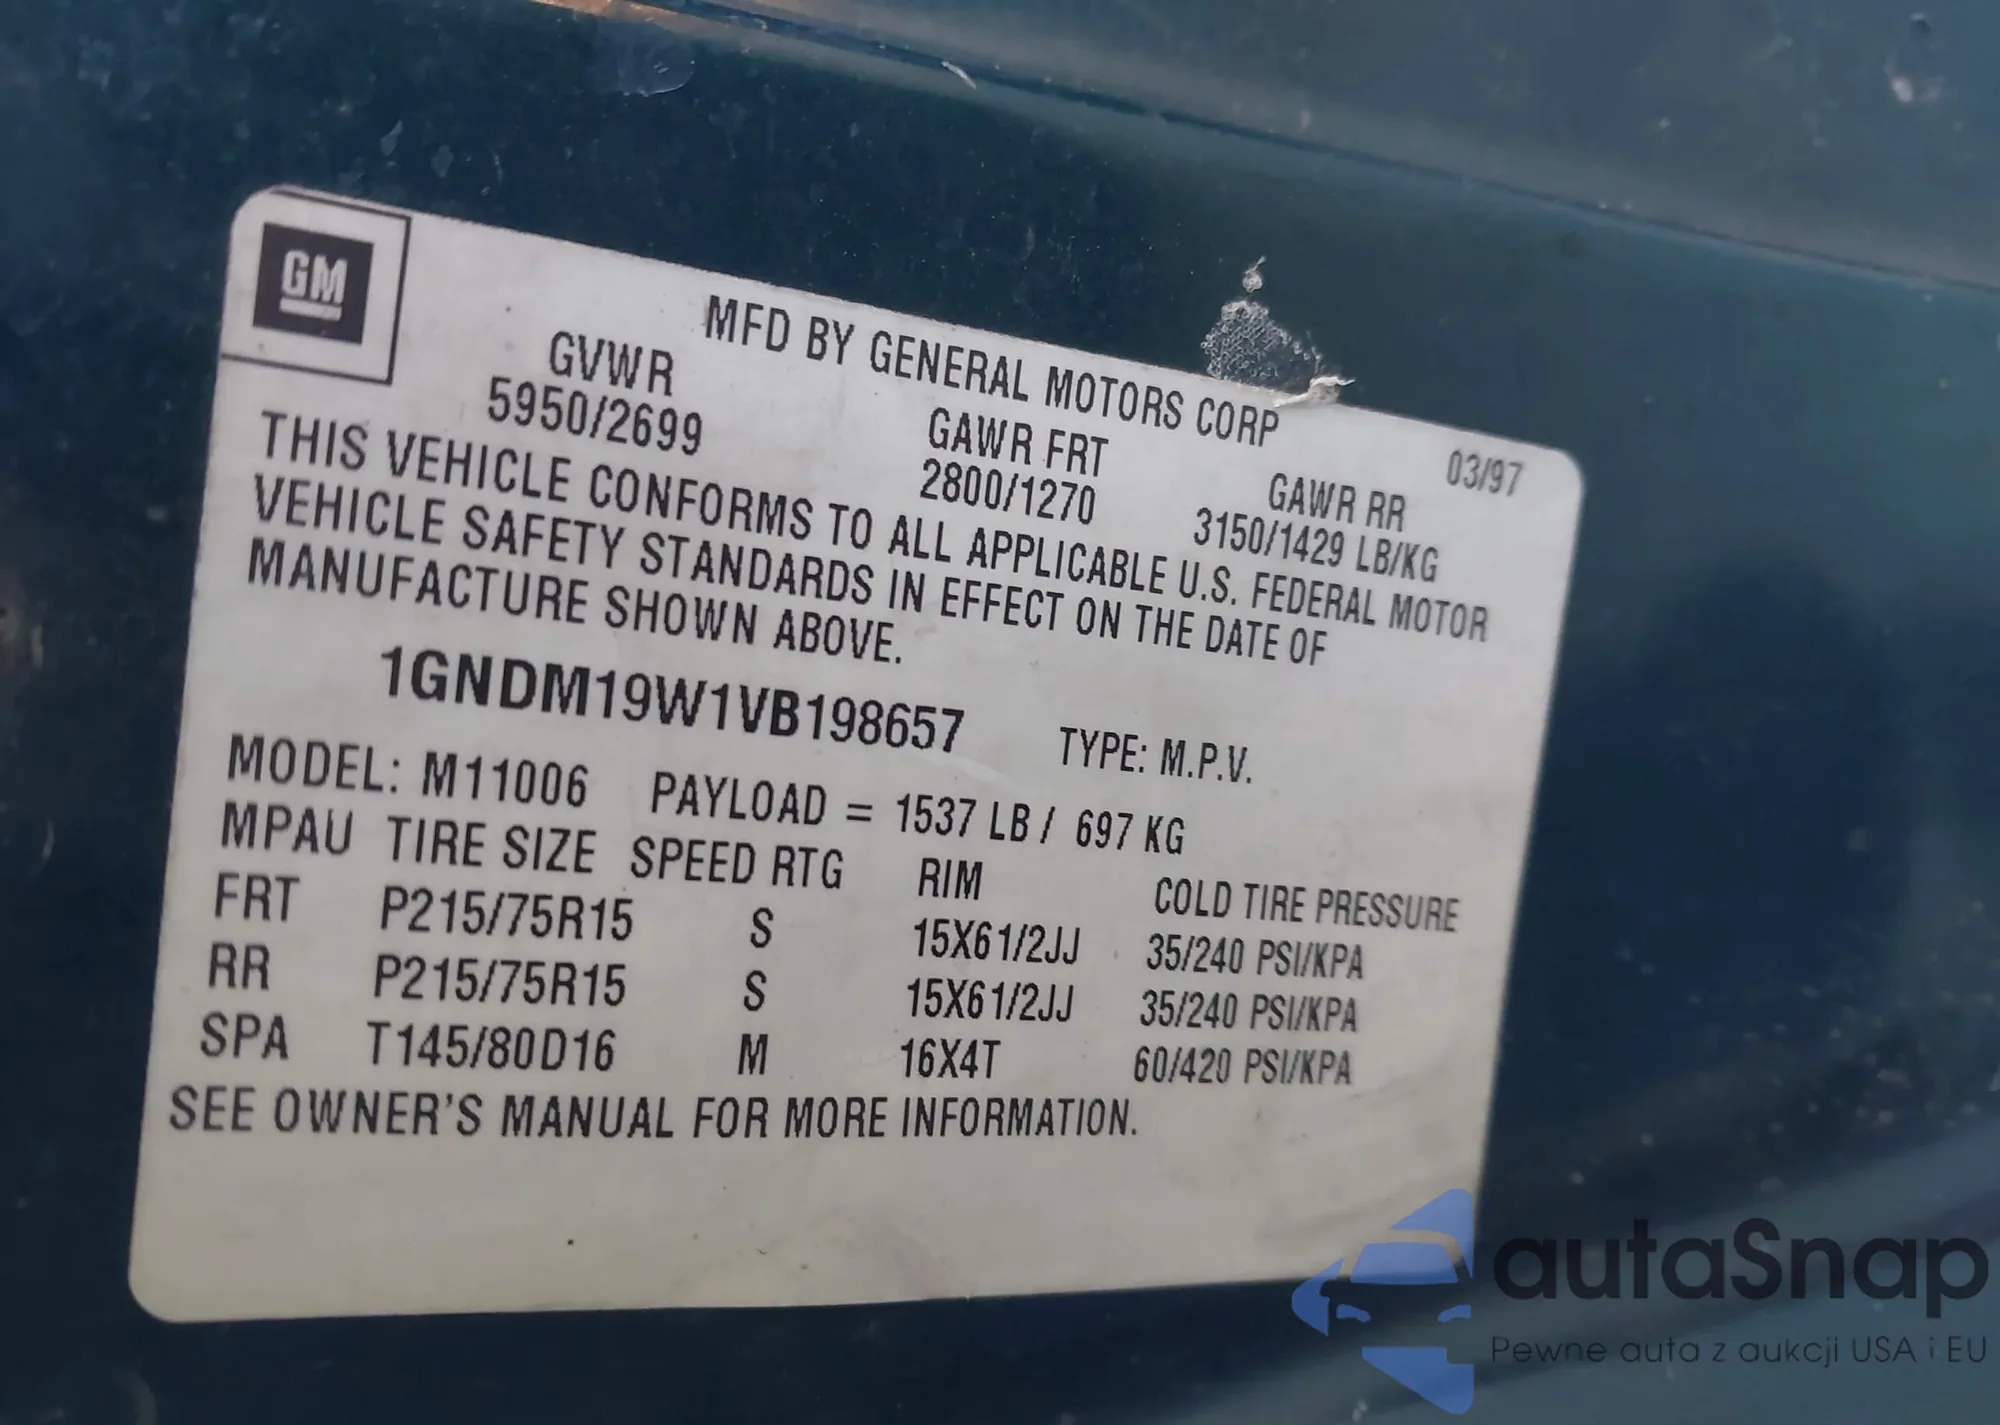 GM
MFD BY GENERAL MOTORS CORP 03/97
GVWR GAWR FRT GAWR RR
5950/2699 2800/1270 3150/1429 LB/KG
THIS VEHICLE CONFORMS TO ALL APPLICABLE U.S. FEDERAL MOTOR
VEHICLE SAFETY STANDARDS IN EFFECT ON THE DATE OF
MANUFACTURE SHOWN ABOVE.
1GNDM19W1VB198657 TYPE: M.P.V.
MODEL: M11006 PAYLOAD = 1537 LB / 697 KG
MPAU TIRE SIZE SPEED RTG RIM COLD TIRE PRESSURE
FRT P215/75R15 S 15X61/2JJ 35/240 PSI/KPA
RR P215/75R15 S 15X61/2JJ 35/240 PSI/KPA
SPA T145/80D16 M 16X4T 60/420 PSI/KPA
SEE OWNER'S MANUAL FOR MORE INFORMATION.
autaSnap
Pewne auta z aukcji USA i EU